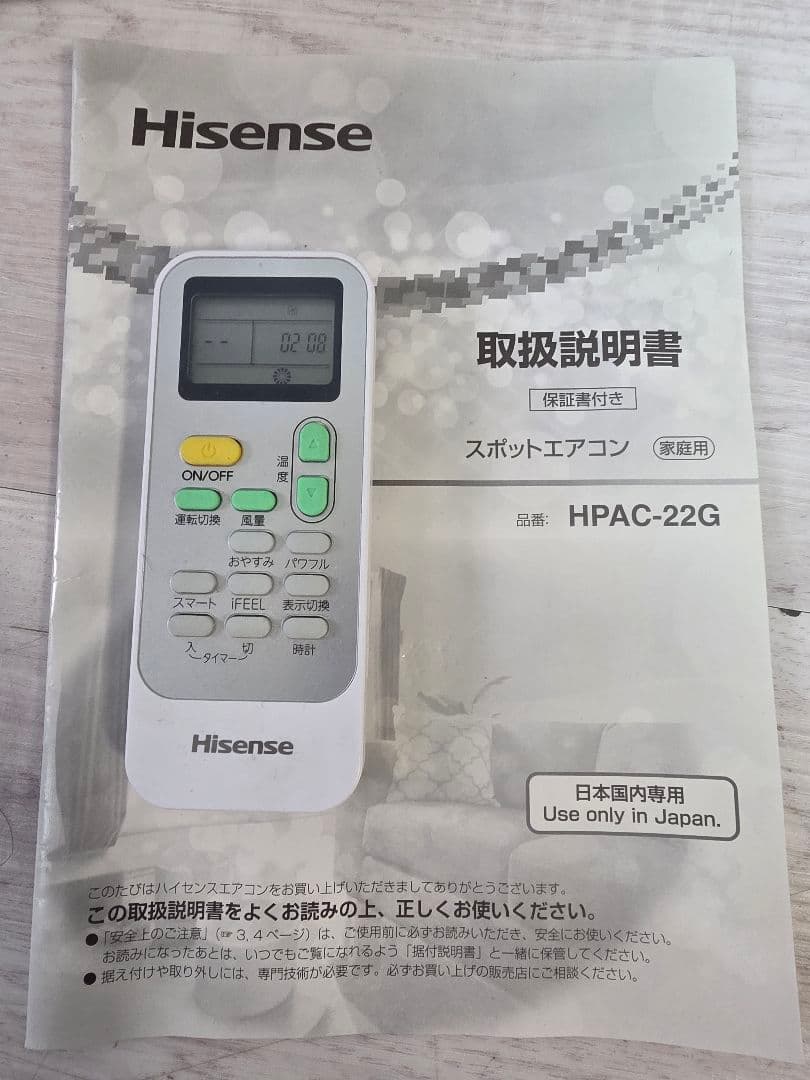 Hisense
取扱説明書
保証書付き
スポットエアコン 家庭用
品番: HPAC-22G
-- 02 08
ON/OFF
温度
運転切換 風量
おやすみ パワフル
スマート iFEEL 表示切換
入 切 時計
タイマー
Hisense
日本国内専用
Use only in Japan.
このたびはハイセンスエアコンをお買い上げいただきましてありがとうございます。
この取扱説明書をよくお読みの上、正しくお使いください。
●「安全上のご注意」(☞3,4ページ)は、ご使用前に必ずお読みいただき、安全にお使いください。
お読みになったあとは、いつでもご覧になれるよう「据付説明書」と一緒に保管してください。
●据え付けや取り外しには、専門技術が必要です。必ずお買い上げの販売店にご相談ください。